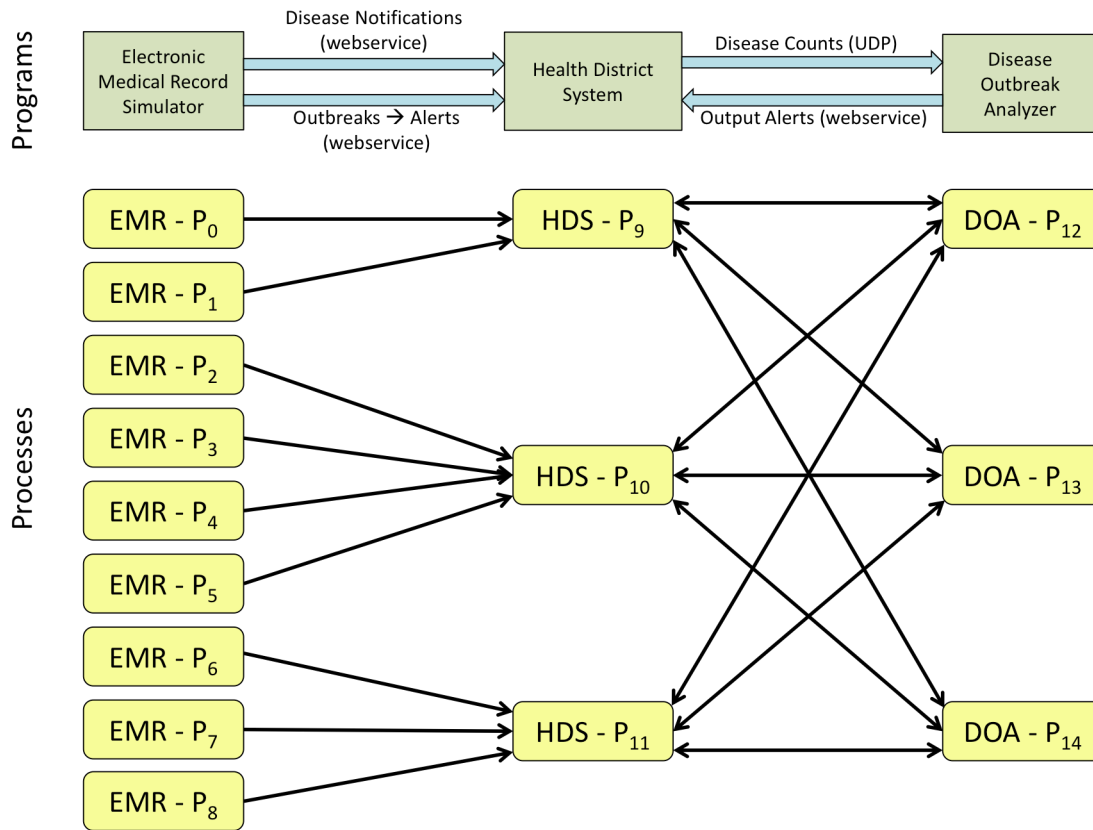 Programs
Electronic
Medical Record
Simulator
Disease Notifications
(webservice)
Outbreaks → Alerts
(webservice)
Health District
System
Disease Counts (UDP)
Output Alerts (webservice)
Disease
Outbreak
Analyzer
Processes
EMR - P0
EMR - P1
EMR - P2
EMR - P3
EMR - P4
EMR - P5
EMR - P6
EMR - P7
EMR - P8
HDS - P9
HDS - P10
HDS - P11
DOA - P12
DOA - P13
DOA - P14